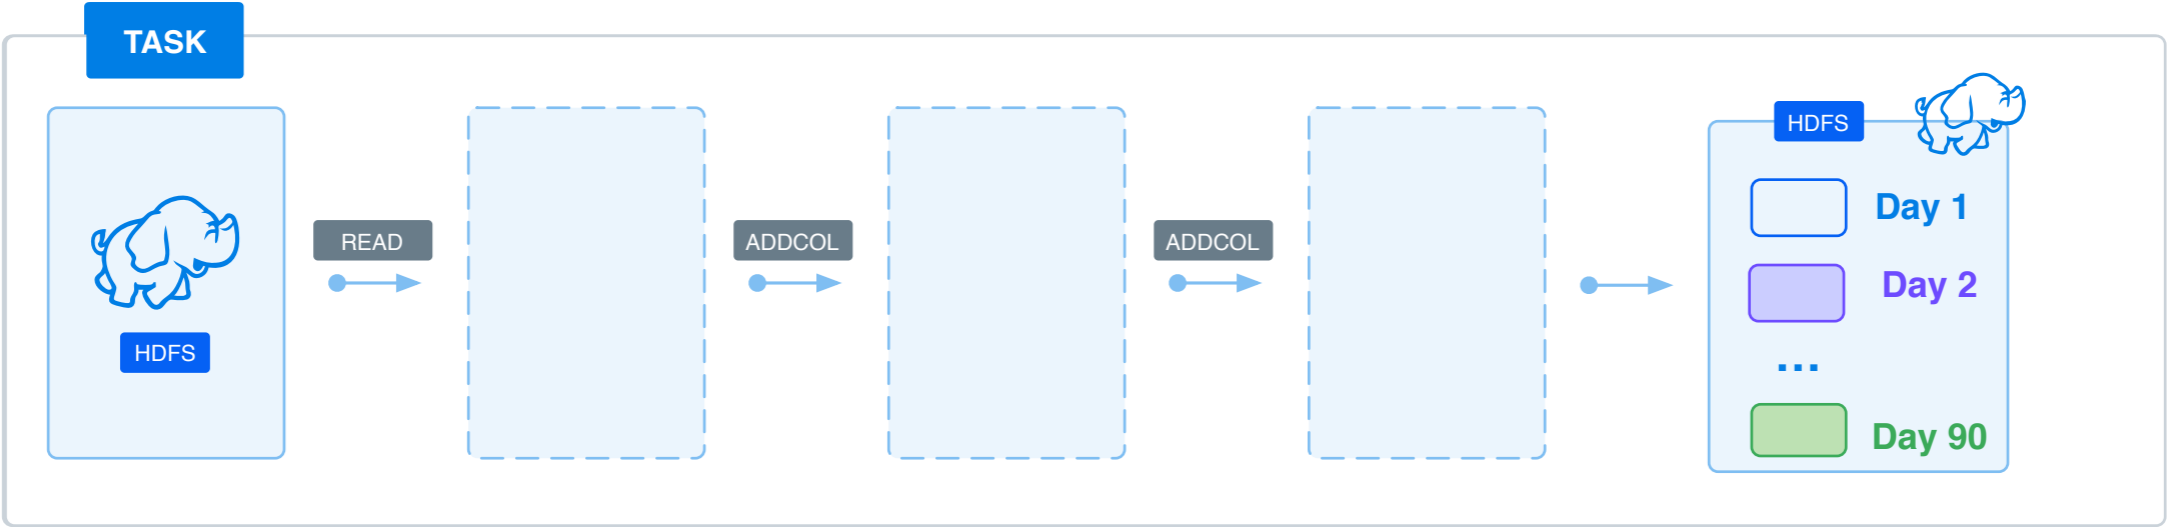 TASK
HDFS
READ
ADDCOL
ADDCOL
HDFS
Day 1
Day 2
...
Day 90